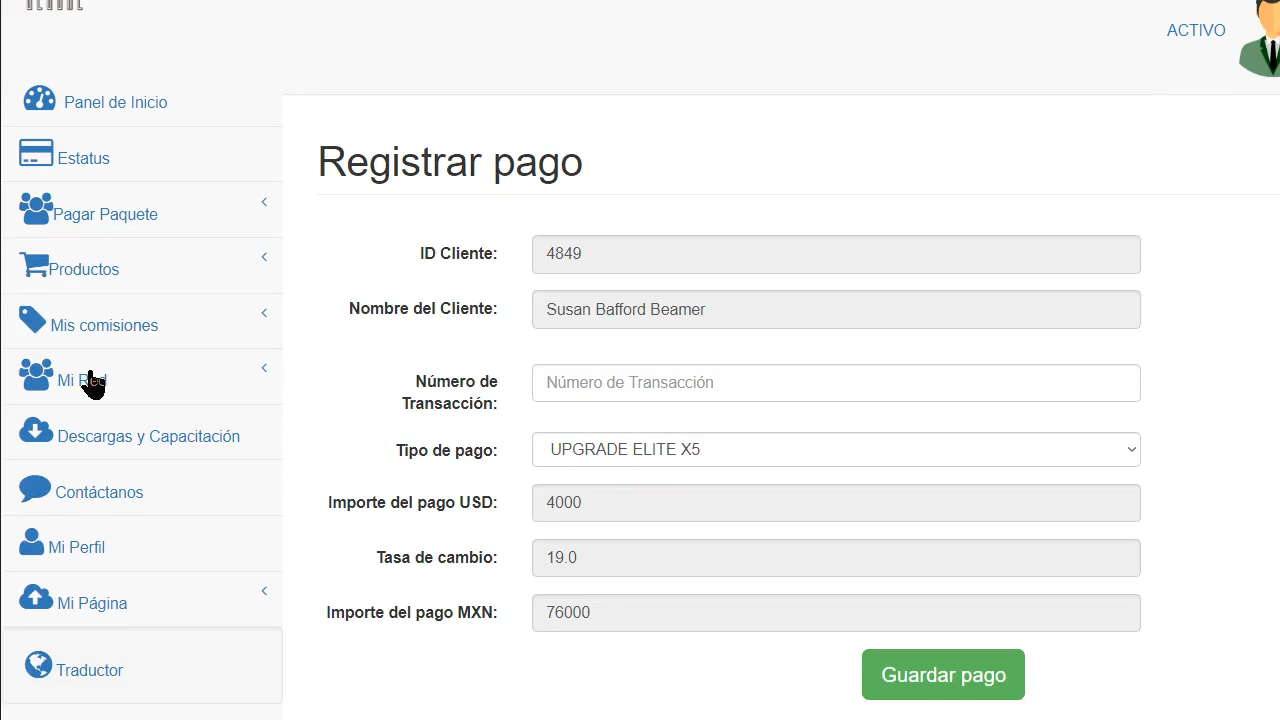 ACTIVO
Panel de Inicio
Estatus
Pagar Paquete
Productos
Mis comisiones
Mi Red
Descargas y Capacitación
Contáctanos
Mi Perfil
Mi Página
Traductor
Registrar pago
ID Cliente: 4849
Nombre del Cliente: Susan Bafford Beamer
Número de
Transacción: Número de Transacción
Tipo de pago: UPGRADE ELITE X5
Importe del pago USD: 4000
Tasa de cambio: 19.0
Importe del pago MXN: 76000
Guardar pago